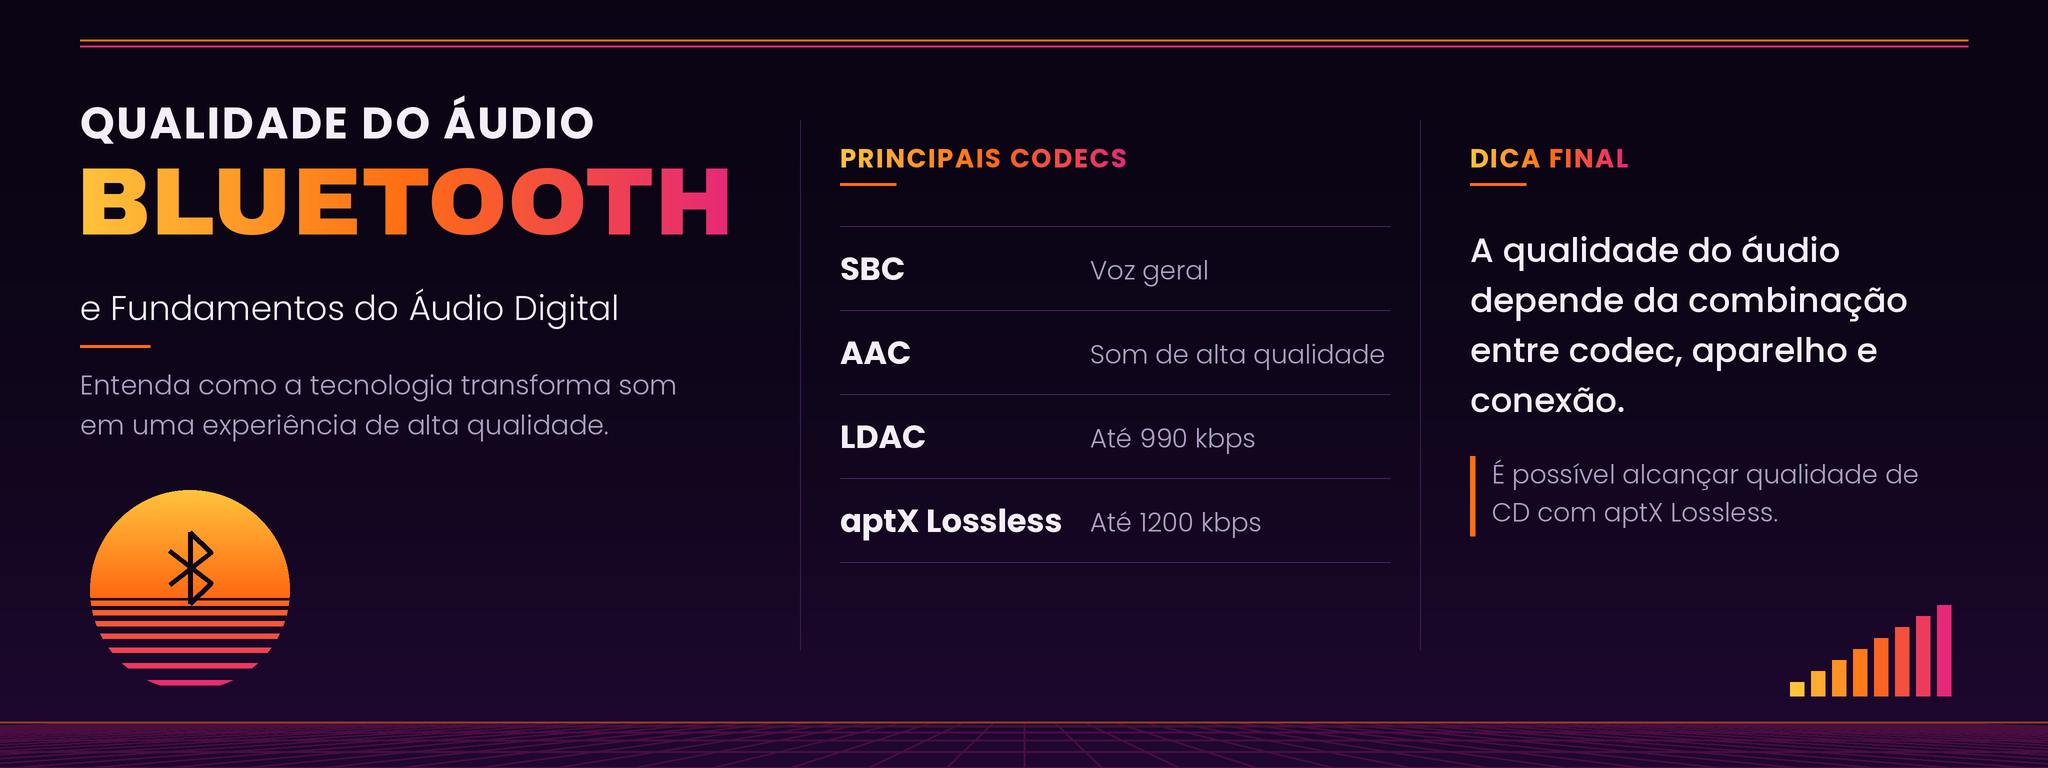 QUALIDADE DO ÁUDIO
BLUETOOTH
e Fundamentos do Áudio Digital
Entenda como a tecnologia transforma som
em uma experiência de alta qualidade.
PRINCIPAIS CODECS
SBC Voz geral
AAC Som de alta qualidade
LDAC Até 990 kbps
aptX Lossless Até 1200 kbps
DICA FINAL
A qualidade do áudio
depende da combinação
entre codec, aparelho e
conexão.
É possível alcançar qualidade de
CD com aptX Lossless.